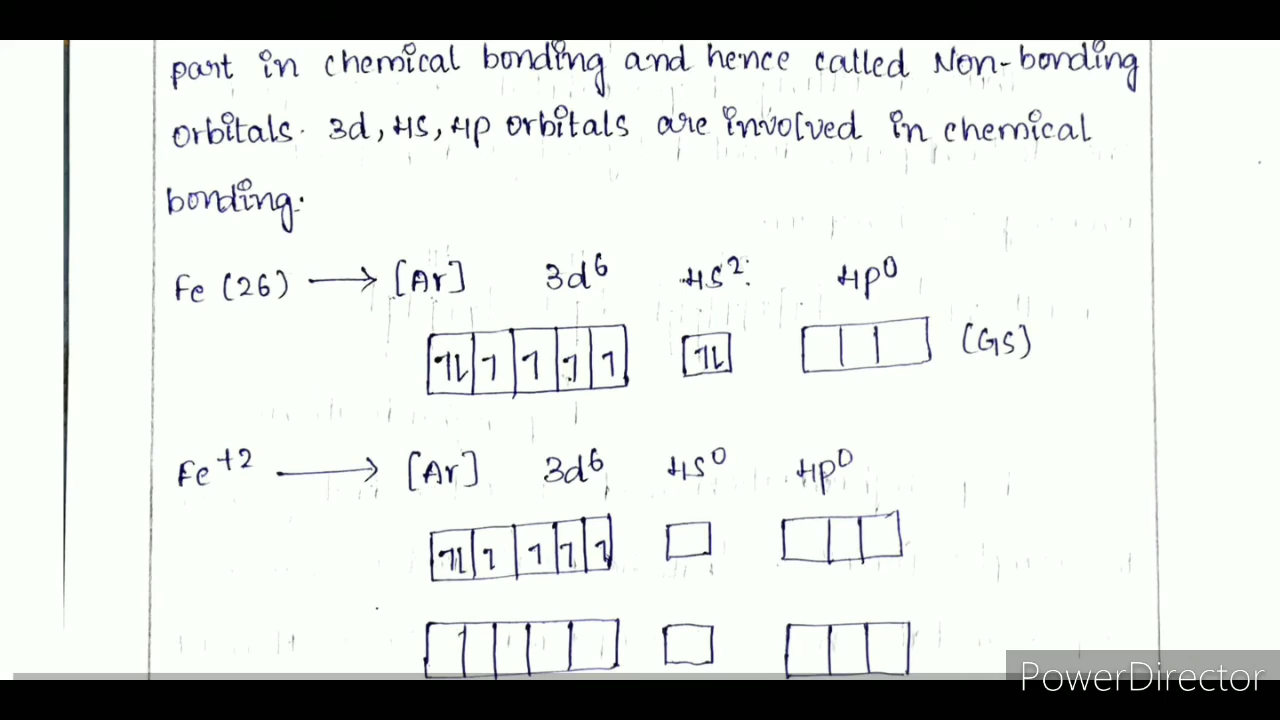 part in chemical bonding and hence called Non-bonding
orbitals. 3d, 4s, 4p orbitals are involved in chemical
bonding.
Fe (26) ⟶ [Ar] 3d⁶ 4s² 4p⁰
↿⇂ ↿ ↿ ↿ ↿ ↿⇂ (GS)
Fe⁺² ⟶ [Ar] 3d⁶ 4s⁰ 4p⁰
↿⇂ ↿ ↿ ↿ ↿
PowerDirector